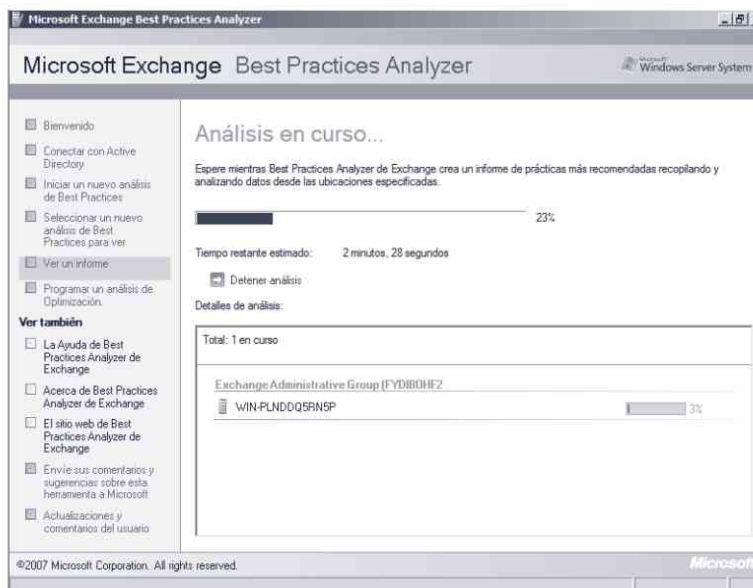 Microsoft Exchange Best Practices Analyzer
Microsoft Exchange Best Practices Analyzer
Microsoft
Windows Server System
Bienvenido
Conectar con Active
Directory
Iniciar un nuevo análisis
de Best Practices
Seleccionar un nuevo
análisis de Best
Practices para ver
Ver un informe
Programar un análisis de
Optimización.
Ver también
La Ayuda de Best
Practices Analyzer de
Exchange
Acerca de Best Practices
Analyzer de Exchange
El sitio web de Best
Practices Analyzer de
Exchange
Envíe sus comentarios y
sugerencias sobre esta
herramienta a Microsoft
Actualizaciones y
comentarios del usuario
Análisis en curso...
Espere mientras Best Practices Analyzer de Exchange crea un informe de prácticas más recomendadas recopilando y
analizando datos desde las ubicaciones especificadas.
23%
Tiempo restante estimado: 2 minutos, 28 segundos
Detener análisis
Detalles de análisis:
Total: 1 en curso
Exchange Administrative Group (FYDIBOHF2
WIN-PLNDDQ5RN5P 3%
©2007 Microsoft Corporation. All rights reserved.
Microsoft